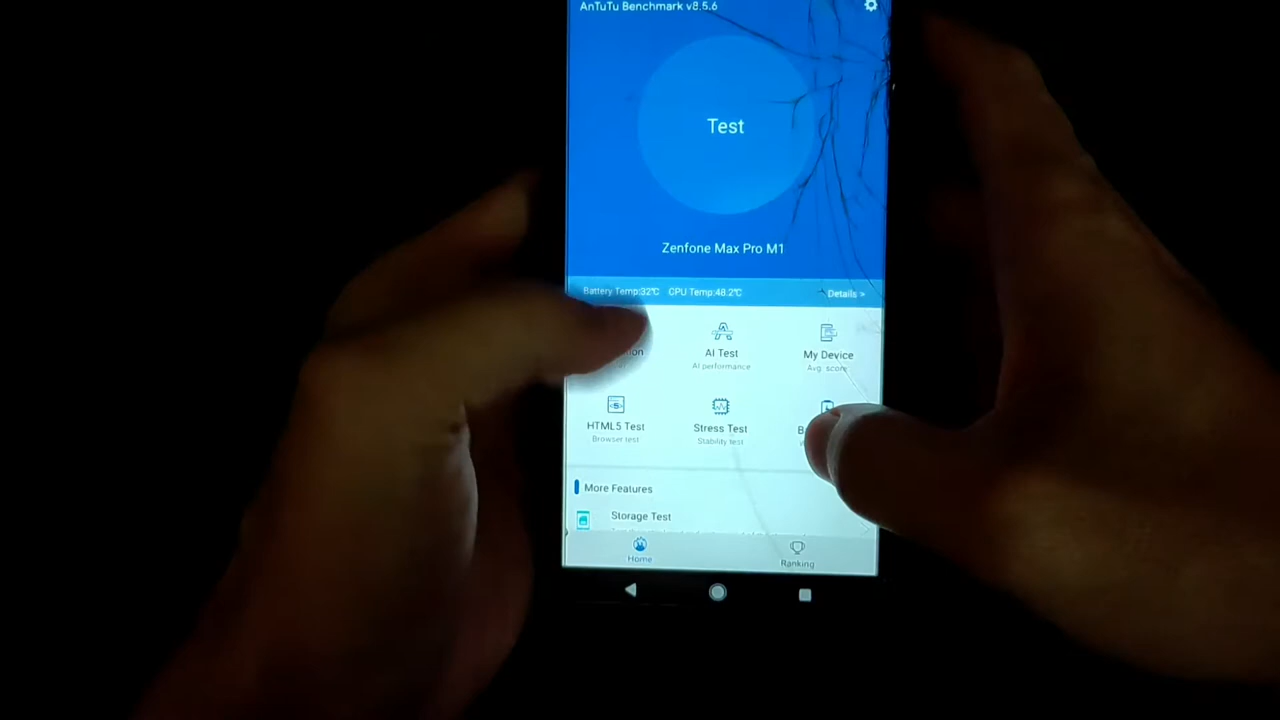 AnTuTu Benchmark v8.5.6
Test
Zenfone Max Pro M1
Battery Temp:32℃ CPU Temp:48.2℃ Details >
AI Test
My Device
AI performance
Avg. score
HTML5 Test
Stress Test
Browser test
Stability test
More Features
Storage Test
Home
Ranking